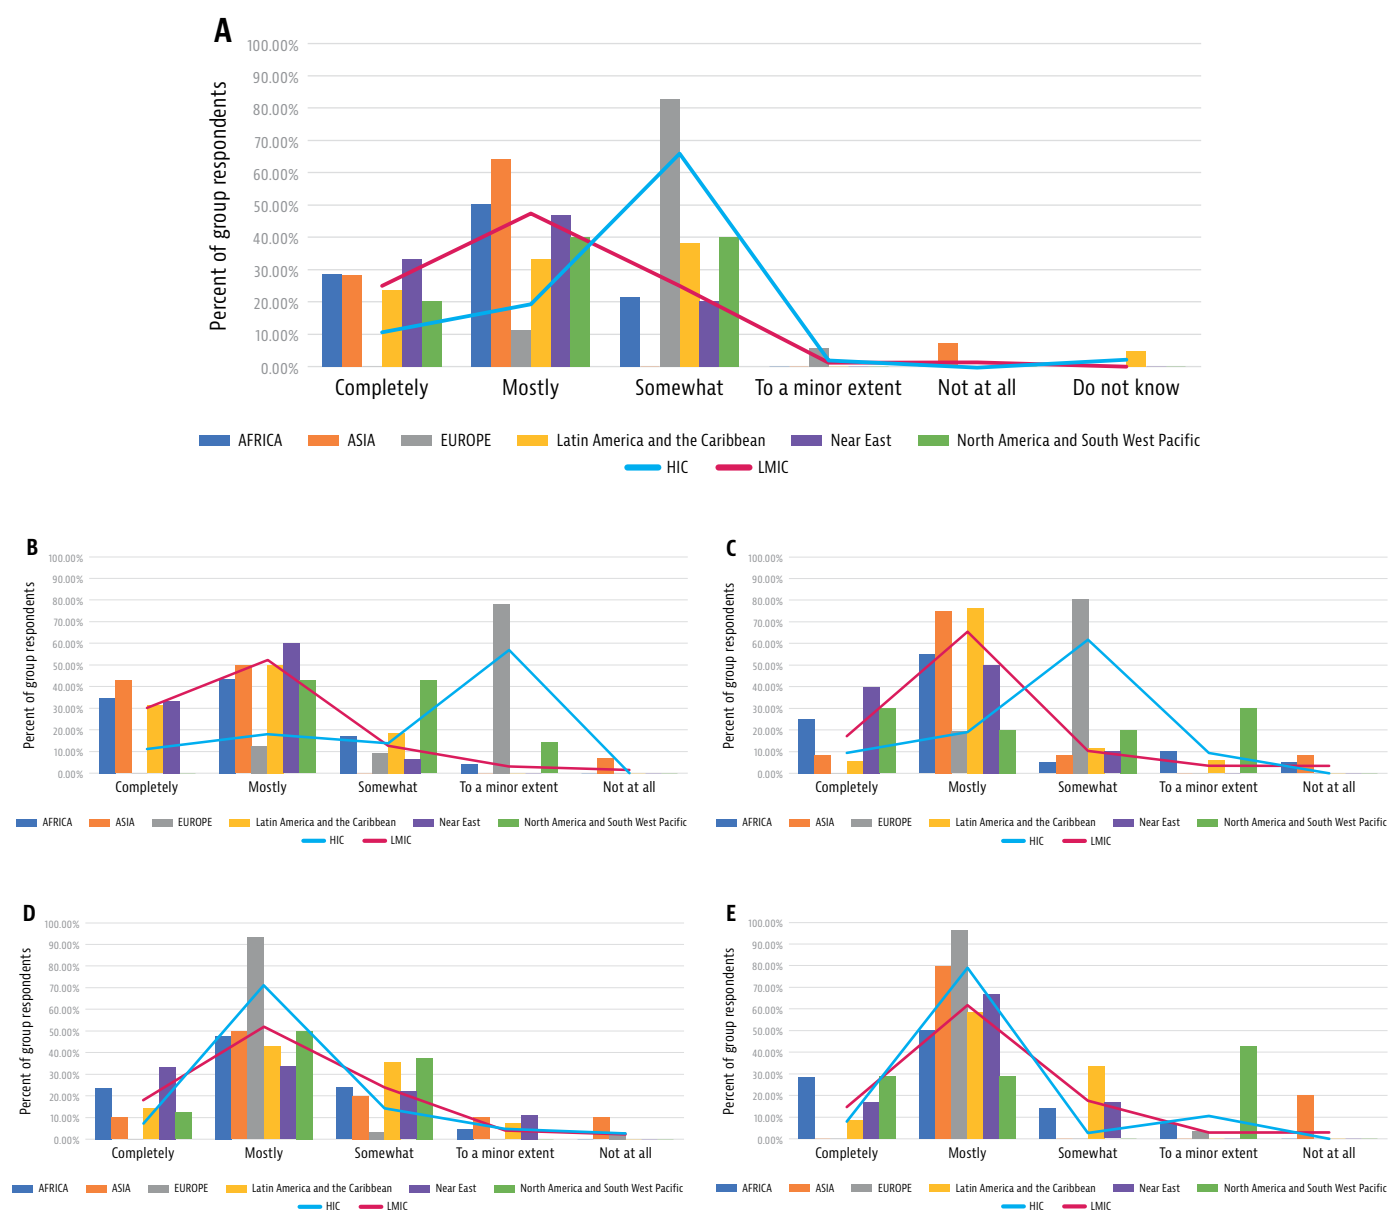 A
100.00%
90.00%
80.00%
70.00%
60.00%
50.00%
40.00%
30.00%
20.00%
10.00%
0.00%
Percent of group respondents
Completely Mostly Somewhat To a minor extent Not at all Do not know
AFRICA ASIA EUROPE Latin America and the Caribbean Near East North America and South West Pacific
HIC LMIC
B
100.00%
90.00%
80.00%
70.00%
60.00%
50.00%
40.00%
30.00%
20.00%
10.00%
0.00%
Percent of group respondents
Completely Mostly Somewhat To a minor extent Not at all
AFRICA ASIA EUROPE Latin America and the Caribbean Near East North America and South West Pacific
HIC LMIC
C
100.00%
90.00%
80.00%
70.00%
60.00%
50.00%
40.00%
30.00%
20.00%
10.00%
0.00%
Percent of group respondents
Completely Mostly Somewhat To a minor extent Not at all
AFRICA ASIA EUROPE Latin America and the Caribbean Near East North America and South West Pacific
HIC LMIC
D
100.00%
90.00%
80.00%
70.00%
60.00%
50.00%
40.00%
30.00%
20.00%
10.00%
0.00%
Percent of group respondents
Completely Mostly Somewhat To a minor extent Not at all
AFRICA ASIA EUROPE Latin America and the Caribbean Near East North America and South West Pacific
HIC LMIC
E
100.00%
90.00%
80.00%
70.00%
60.00%
50.00%
40.00%
30.00%
20.00%
10.00%
0.00%
Percent of group respondents
Completely Mostly Somewhat To a minor extent Not at all
AFRICA ASIA EUROPE Latin America and the Caribbean Near East North America and South West Pacific
HIC LMIC